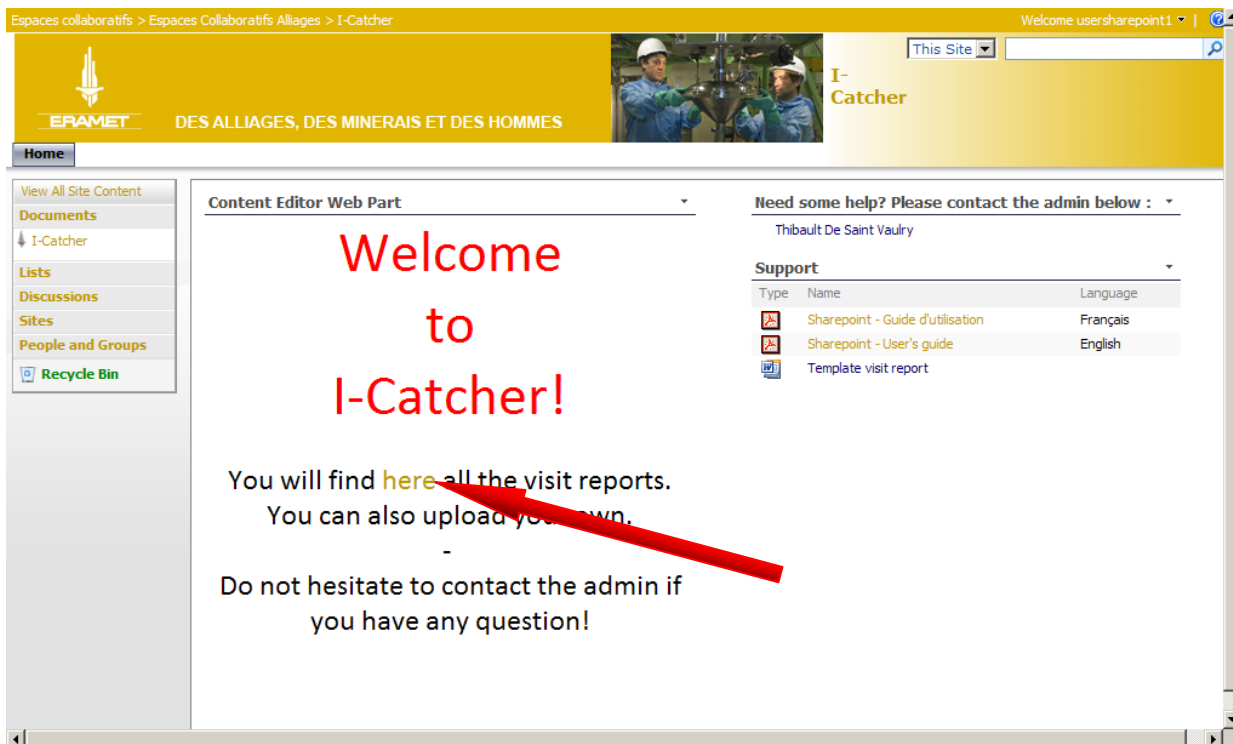 Espaces collaboratifs > Espaces Collaboratifs Alliages > I-Catcher
Welcome usersharepoint1
This Site
I-
Catcher
ERAMET
DES ALLIAGES, DES MINERAIS ET DES HOMMES
Home
View All Site Content
Documents
I-Catcher
Lists
Discussions
Sites
People and Groups
Recycle Bin
Content Editor Web Part
Welcome
to
I-Catcher!
You will find here all the visit reports.
You can also upload your own.
-
Do not hesitate to contact the admin if
you have any question!
Need some help? Please contact the admin below :
Thibault De Saint Vaulry
Support
Type Name Language
Sharepoint - Guide d'utilisation Français
Sharepoint - User's guide English
Template visit report